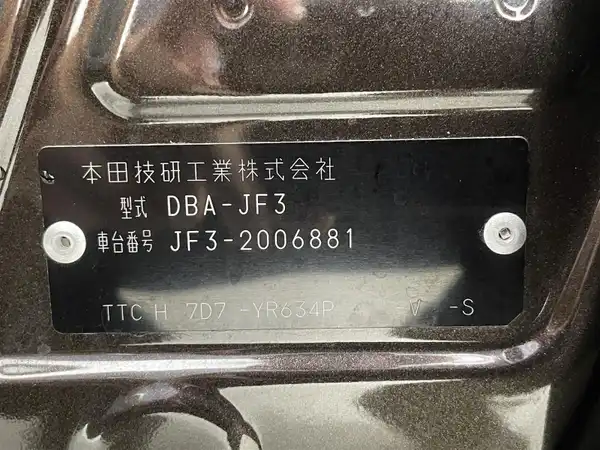 本田技研工業株式会社
型式 DBA-JF3
車台番号 JF3-2006881
TTC H 7D7 -YR634P -V -S